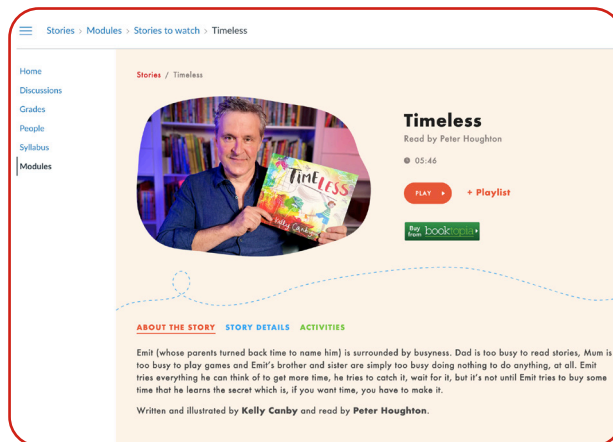 Stories > Modules > Stories to watch > Timeless
Home
Discussions
Grades
People
Syllabus
Modules
Stories / Timeless
TIMELESS
Kelly Canby
Timeless
Read by Peter Houghton
05:46
PLAY
+ Playlist
Buy from booktopia
ABOUT THE STORY STORY DETAILS ACTIVITIES
Emit (whose parents turned back time to name him) is surrounded by busyness. Dad is too busy to read stories, Mum is
too busy to play games and Emit's brother and sister are simply too busy doing nothing to do anything, at all. Emit
tries everything he can think of to get more time, he tries to catch it, wait for it, but it's not until Emit tries to buy some
time that he learns the secret which is, if you want time, you have to make it.
Written and illustrated by Kelly Canby and read by Peter Houghton.